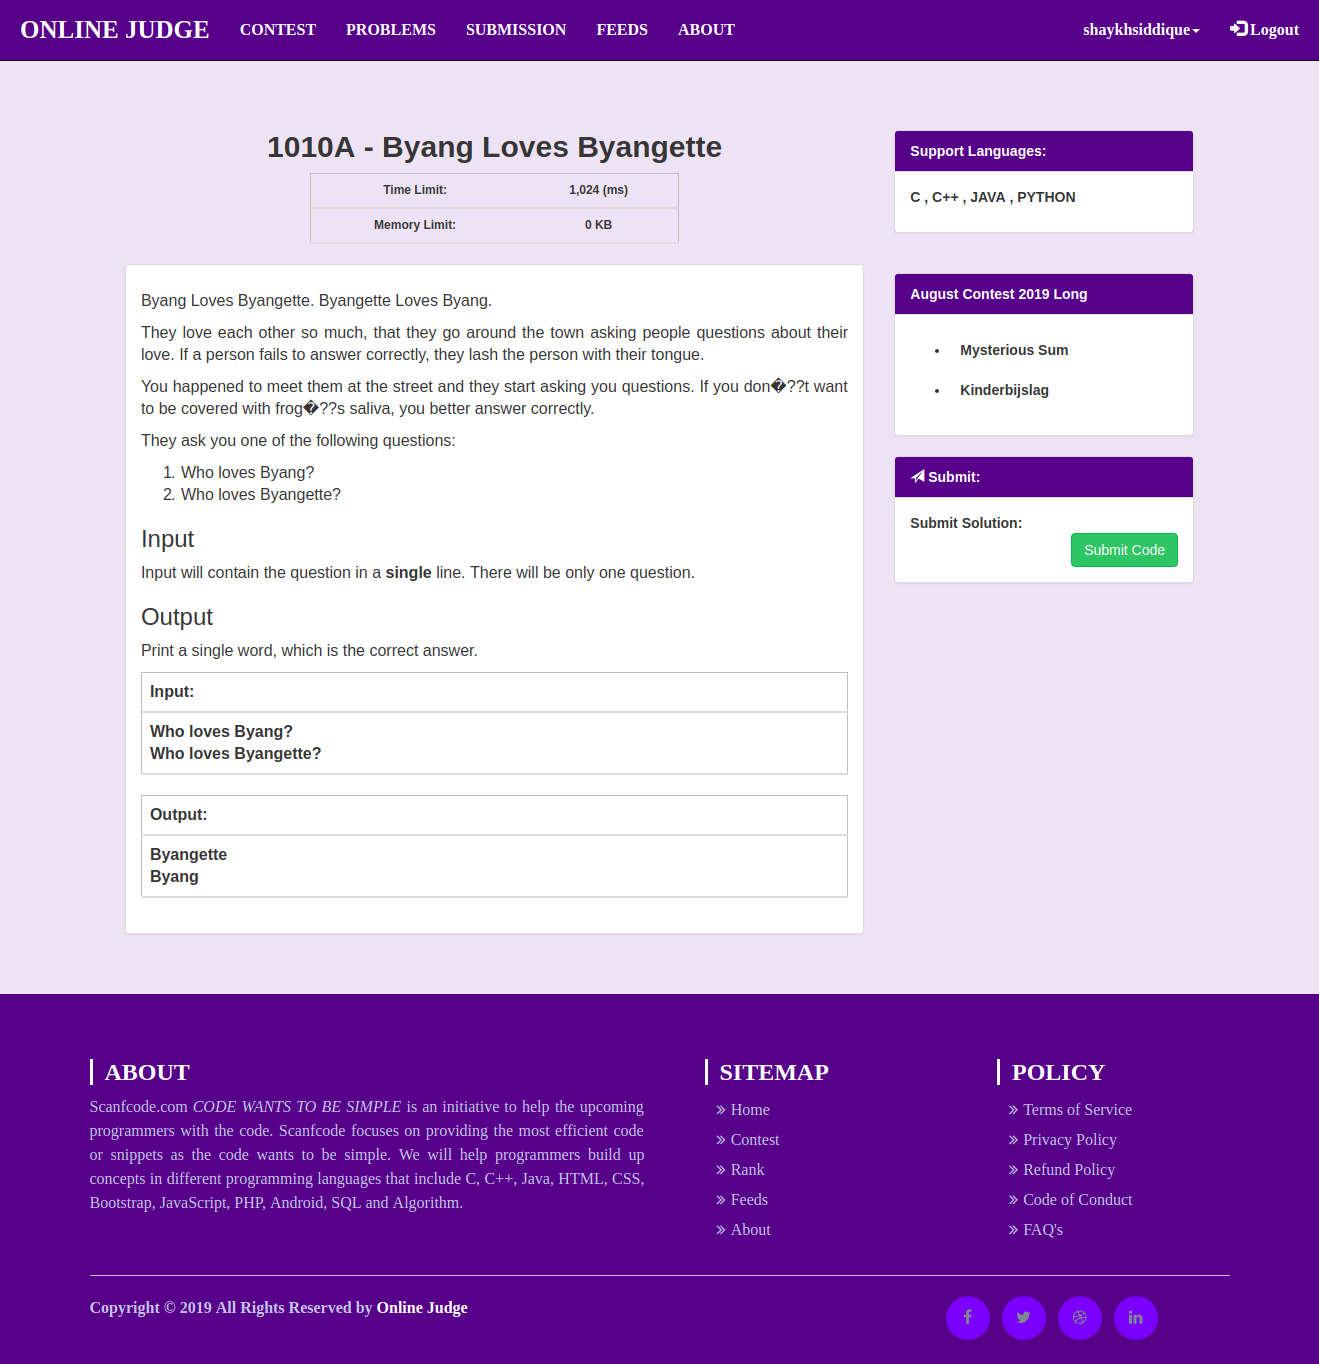 ONLINE JUDGE CONTEST PROBLEMS SUBMISSION FEEDS ABOUT shaykhsiddique Logout
1010A - Byang Loves Byangette
Time Limit: 1,024 (ms)
Memory Limit: 0 KB
Byang Loves Byangette. Byangette Loves Byang.
They love each other so much, that they go around the town asking people questions about their
love. If a person fails to answer correctly, they lash the person with their tongue.
You happened to meet them at the street and they start asking you questions. If you don�??t want
to be covered with frog�??s saliva, you better answer correctly.
They ask you one of the following questions:
1. Who loves Byang?
2. Who loves Byangette?
Input
Input will contain the question in a single line. There will be only one question.
Output
Print a single word, which is the correct answer.
Input:
Who loves Byang?
Who loves Byangette?
Output:
Byangette
Byang
Support Languages:
C , C++ , JAVA , PYTHON
August Contest 2019 Long
• Mysterious Sum
• Kinderbijslag
Submit:
Submit Solution:
Submit Code
ABOUT
Scanfcode.com CODE WANTS TO BE SIMPLE is an initiative to help the upcoming
programmers with the code. Scanfcode focuses on providing the most efficient code
or snippets as the code wants to be simple. We will help programmers build up
concepts in different programming languages that include C, C++, Java, HTML, CSS,
Bootstrap, JavaScript, PHP, Android, SQL and Algorithm.
SITEMAP
» Home
» Contest
» Rank
» Feeds
» About
POLICY
» Terms of Service
» Privacy Policy
» Refund Policy
» Code of Conduct
» FAQ's
Copyright © 2019 All Rights Reserved by Online Judge